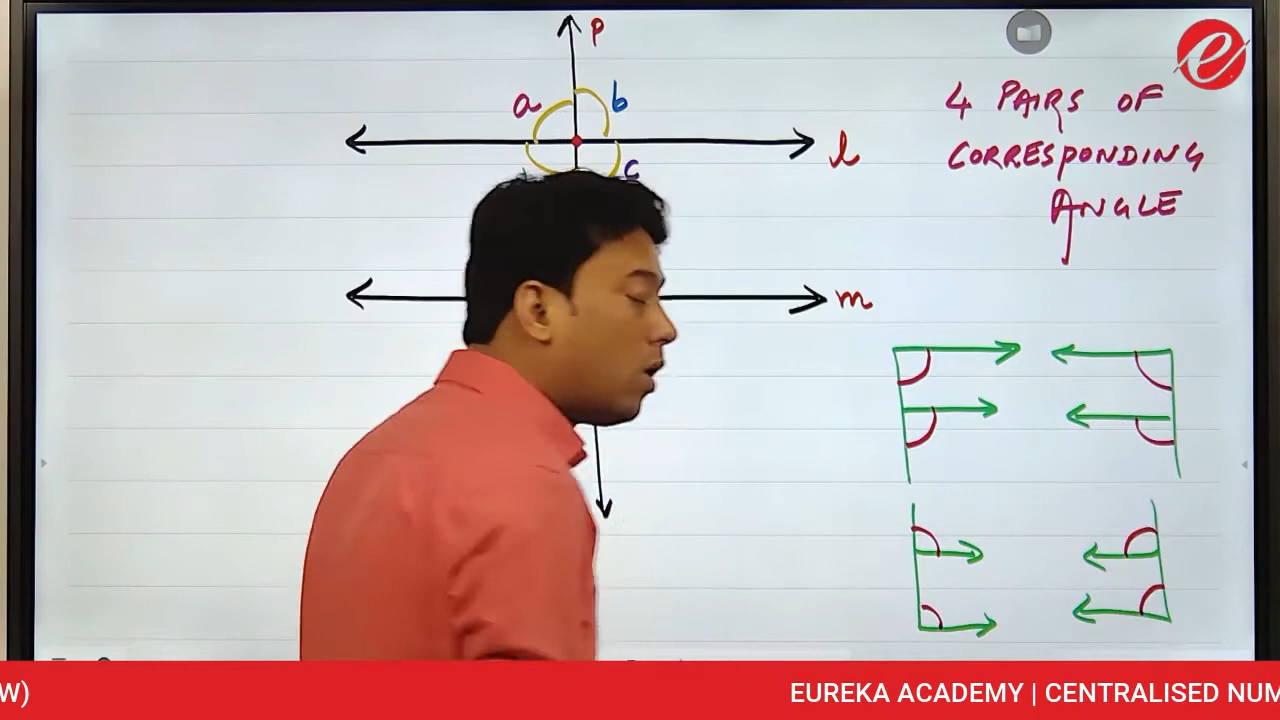 P
a
b
l
c
4 PAIRS OF
CORRESPONDING
ANGLE
m
W)
EUREKA ACADEMY | CENTRALISED NUM